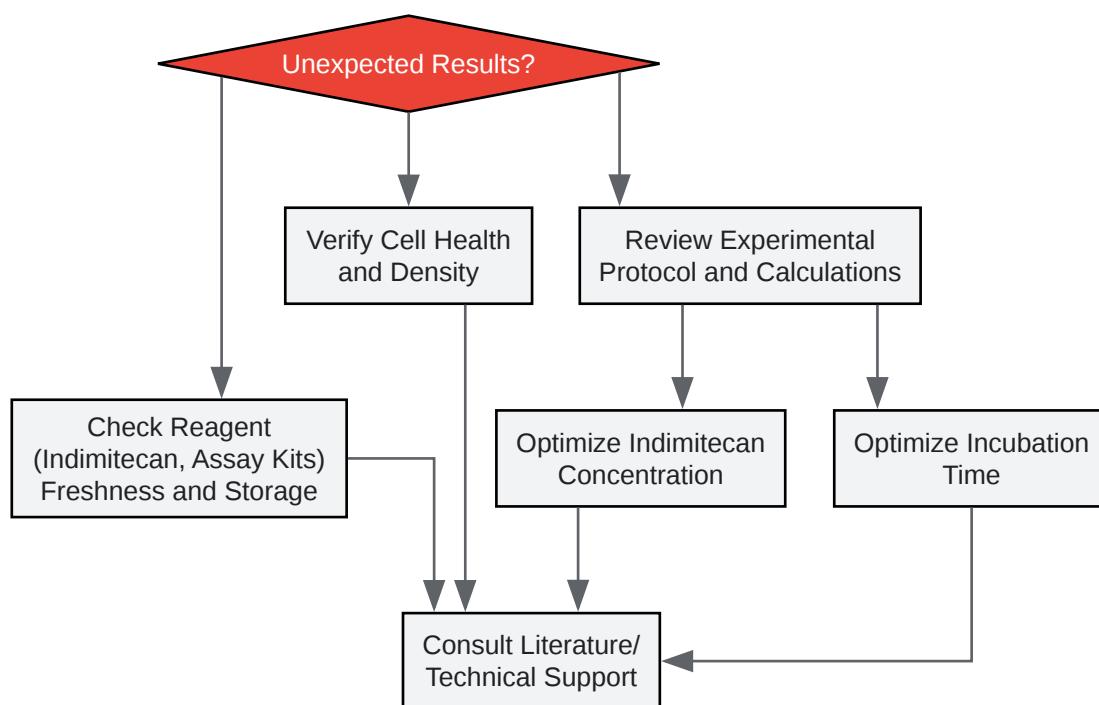 Unexpected Results?
Verify Cell Health
and Density
Review Experimental
Protocol and Calculations
Check Reagent
(Indimitecan, Assay Kits)
Freshness and Storage
Optimize Indimitecan
Concentration
Optimize Incubation
Time
Consult Literature/
Technical Support